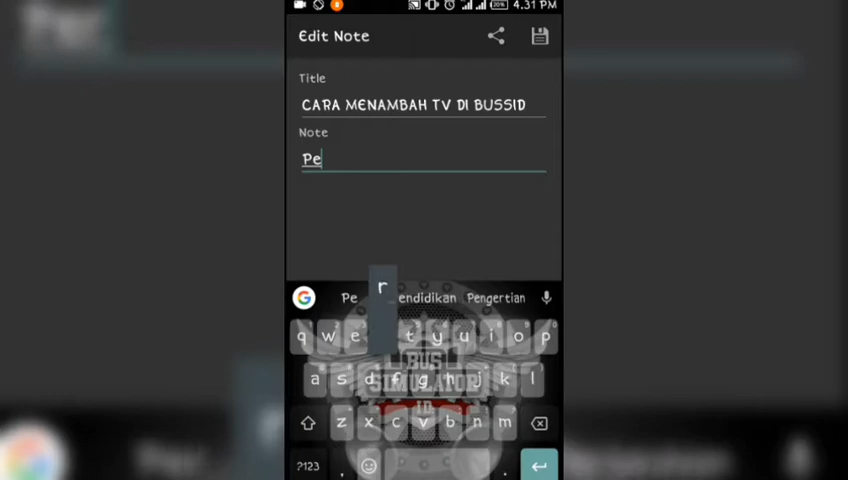 4.31 PM
Edit Note
Title
CARA MENAMBAH TV DI BUSSID
Note
Pe
r
Pe endidikan Pengertian
q w e t y u i o p
a s d f g h j k l
BUS
SIMULATOR
ID
z x c v b n m
?123 , .